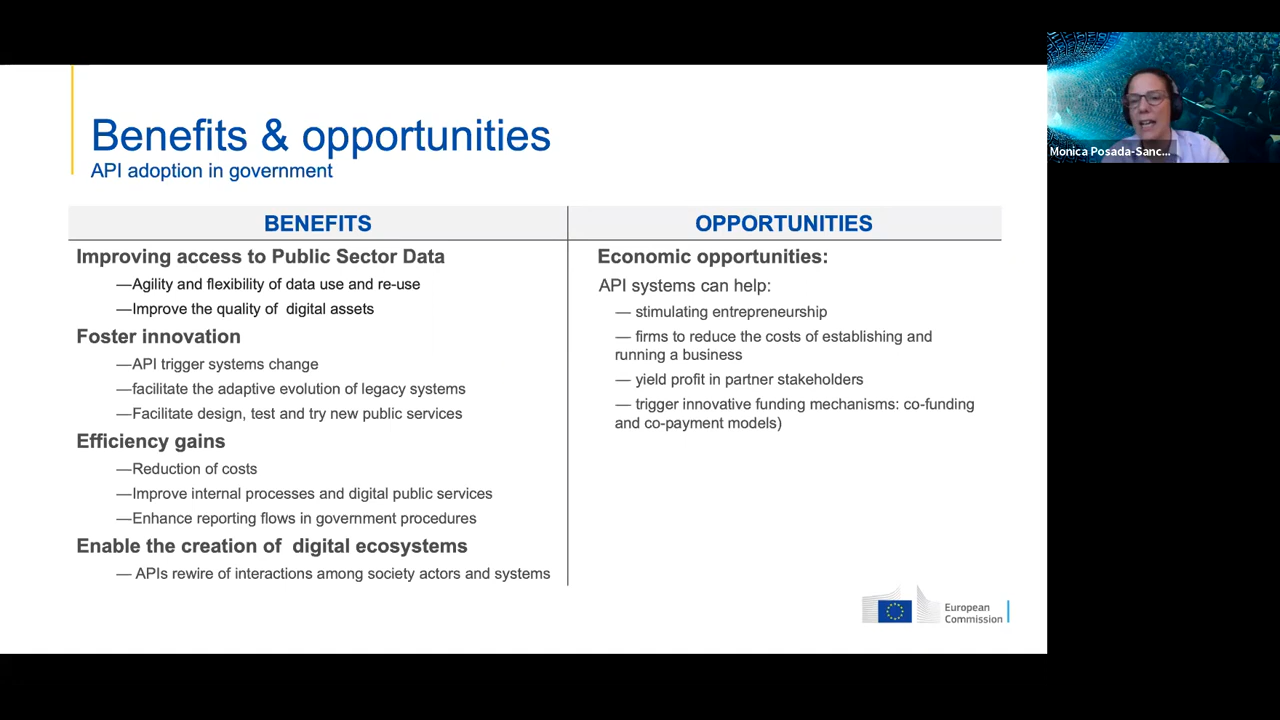 Benefits & opportunities
API adoption in government
BENEFITS
Improving access to Public Sector Data
—Agility and flexibility of data use and re-use
—Improve the quality of  digital assets
Foster innovation
—API trigger systems change
—facilitate the adaptive evolution of legacy systems
—Facilitate design, test and try new public services
Efficiency gains
—Reduction of costs
—Improve internal processes and digital public services
—Enhance reporting flows in government procedures
Enable the creation of  digital ecosystems
— APIs rewire of interactions among society actors and systems
OPPORTUNITIES
Economic opportunities:
API systems can help:
— stimulating entrepreneurship
— firms to reduce the costs of establishing and
running a business
— yield profit in partner stakeholders
— trigger innovative funding mechanisms: co-funding
and co-payment models)
European
Commission
Monica Posada-Sanc...